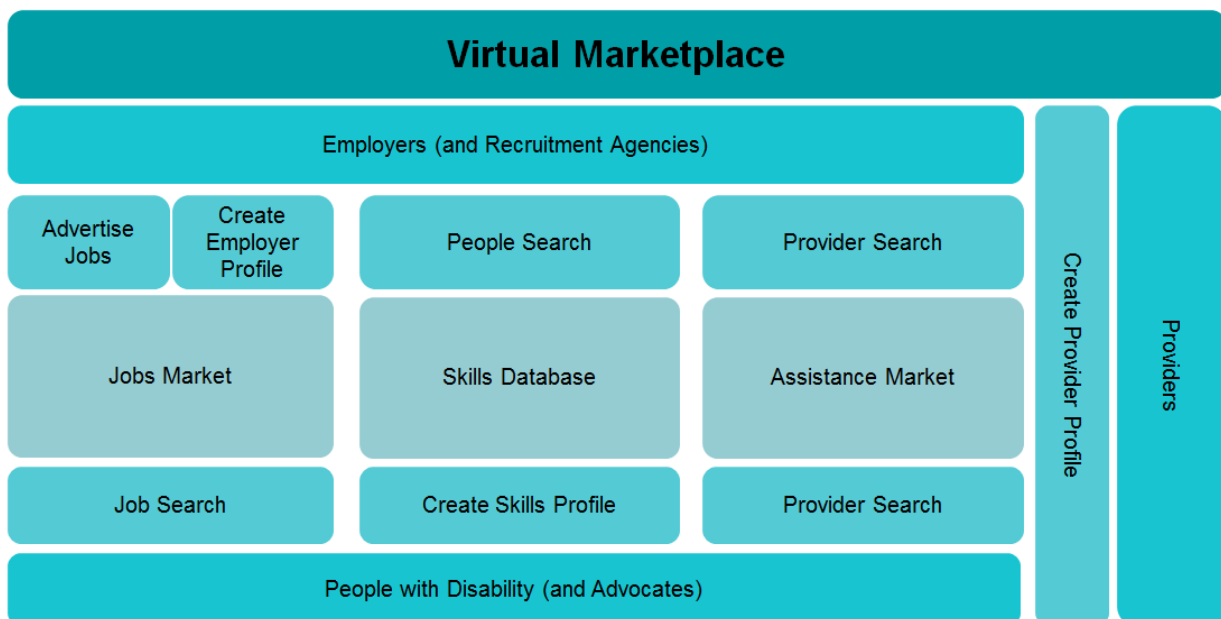 Virtual Marketplace
Employers (and Recruitment Agencies)
Advertise
Jobs
Create
Employer
Profile
People Search
Provider Search
Jobs Market
Skills Database
Assistance Market
Job Search
Create Skills Profile
Provider Search
People with Disability (and Advocates)
Create Provider Profile
Providers